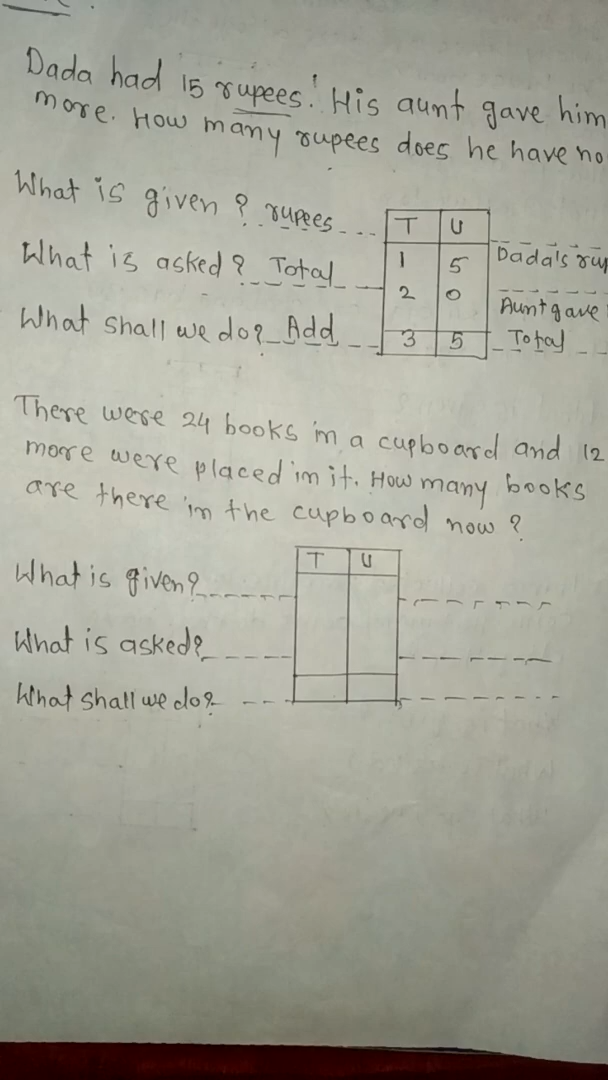 Dada had 15 rupees. His aunt gave him
more. How many rupees does he have no
What is given? rupees
T U
What is asked? Total
1 5 Dada's rup
2 0 Aunt gave
What shall we do? Add
3 5 Total
There were 24 books in a cupboard and 12
more were placed in it. How many books
are there in the cupboard now?
What is given?
T U
What is asked?
What shall we do?